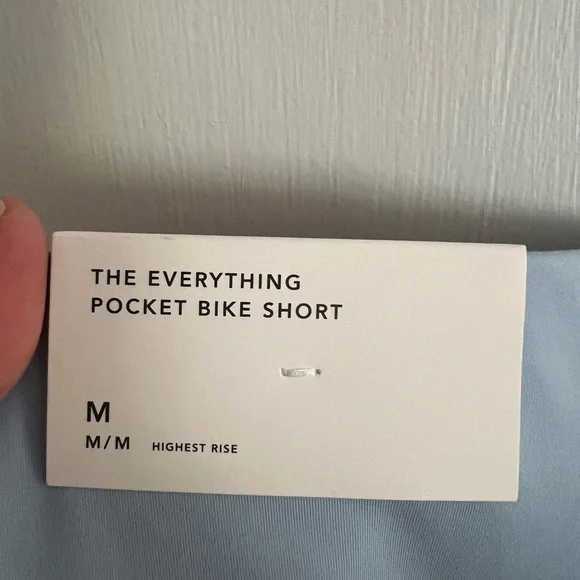 THE EVERYTHING
POCKET BIKE SHORT
M
M/M HIGHEST RISE